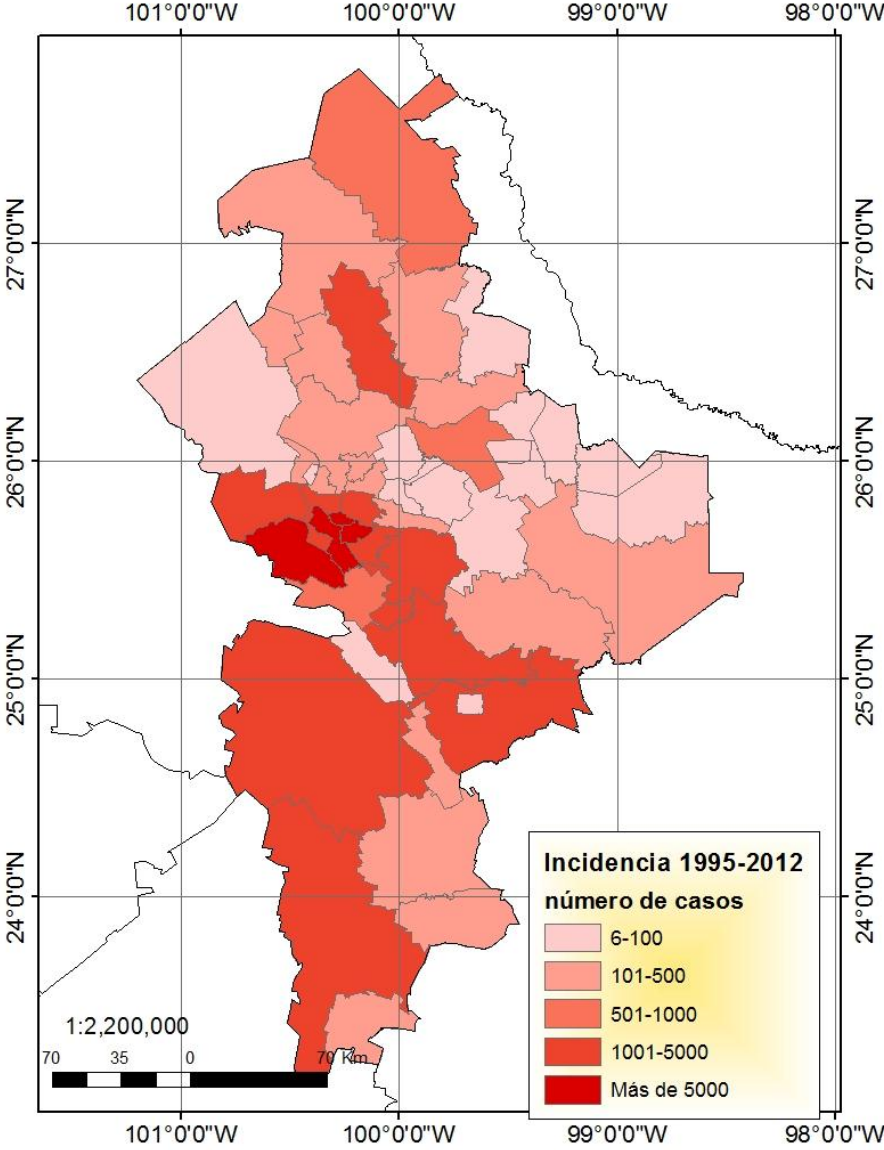 101°0'0"W 100°0'0"W 99°0'0"W 98°0'0"W
27°0'0"N 27°0'0"N
26°0'0"N 26°0'0"N
25°0'0"N 25°0'0"N
24°0'0"N 24°0'0"N
Incidencia 1995-2012
número de casos
6-100
101-500
501-1000
1001-5000
Más de 5000
1:2,200,000
70 35 0 70 Km
101°0'0"W 100°0'0"W 99°0'0"W 98°0'0"W